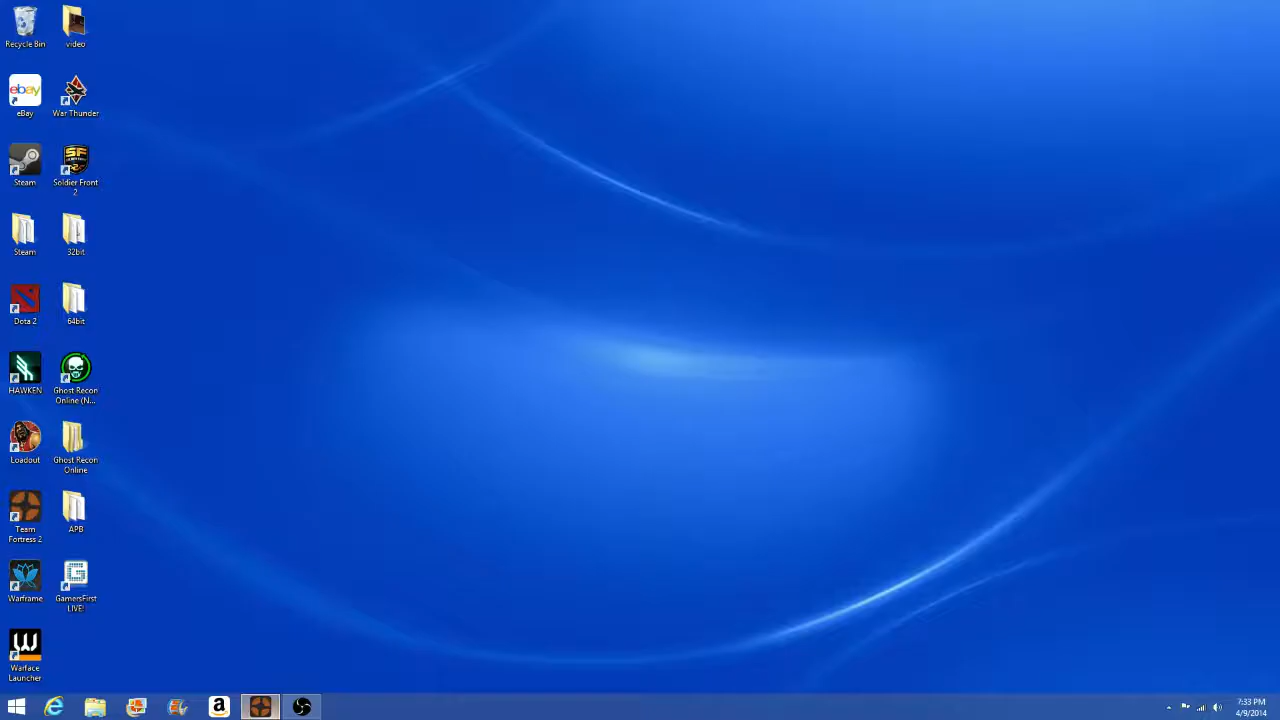 Recycle Bin
video
ebay
eBay
War Thunder
Steam
SF
Soldier Front
2
Steam
32bit
Dota 2
64bit
HAWKEN
Ghost Recon
Online (N...
Loadout
Ghost Recon
Online
Team
Fortress 2
APB
Warframe
G
GamersFirst
LIVE!
W
Warface
Launcher
a
7:33 PM
4/9/2014